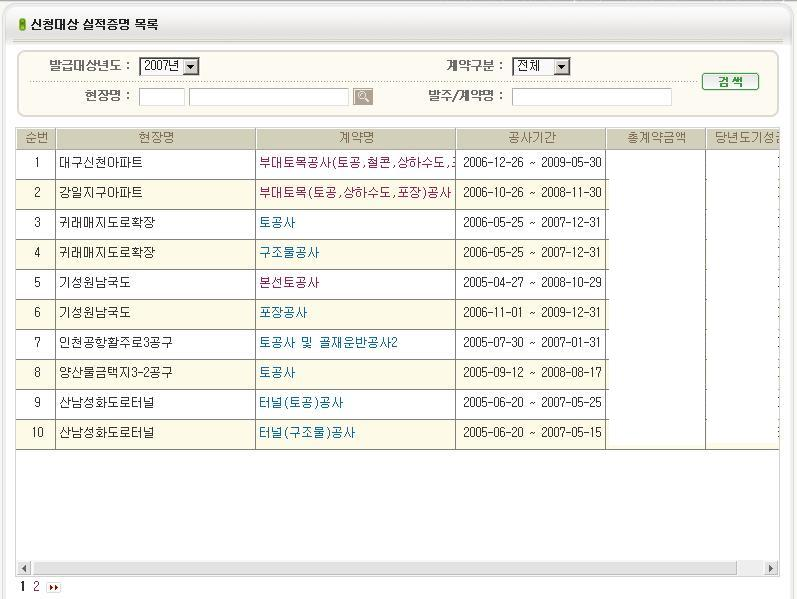 신청대상 실적증명 목록
발급대상년도 : 2007년 계약구분 : 전체
검색
현장명 : 발주/계약명 :
순번 현장명 계약명 공사기간 총계약금액 당년도기성금
1 대구신천아파트 부대토목공사(토공,철콘,상하수도, 2006-12-26 ~ 2009-05-30
2 강일지구아파트 부대토목(토공,상하수도,포장)공사 2006-10-26 ~ 2008-11-30
3 귀래매지도로확장 토공사 2006-05-25 ~ 2007-12-31
4 귀래매지도로확장 구조물공사 2006-05-25 ~ 2007-12-31
5 기성원남국도 본선토공사 2005-04-27 ~ 2008-10-29
6 기성원남국도 포장공사 2006-11-01 ~ 2009-12-31
7 인천공항활주로3공구 토공사 및 골재운반공사2 2005-07-30 ~ 2007-01-31
8 양산물금택지3-2공구 토공사 2005-09-12 ~ 2008-08-17
9 산남성화도로터널 터널(토공)공사 2005-06-20 ~ 2007-05-25
10 산남성화도로터널 터널(구조물)공사 2005-06-20 ~ 2007-05-15
1 2